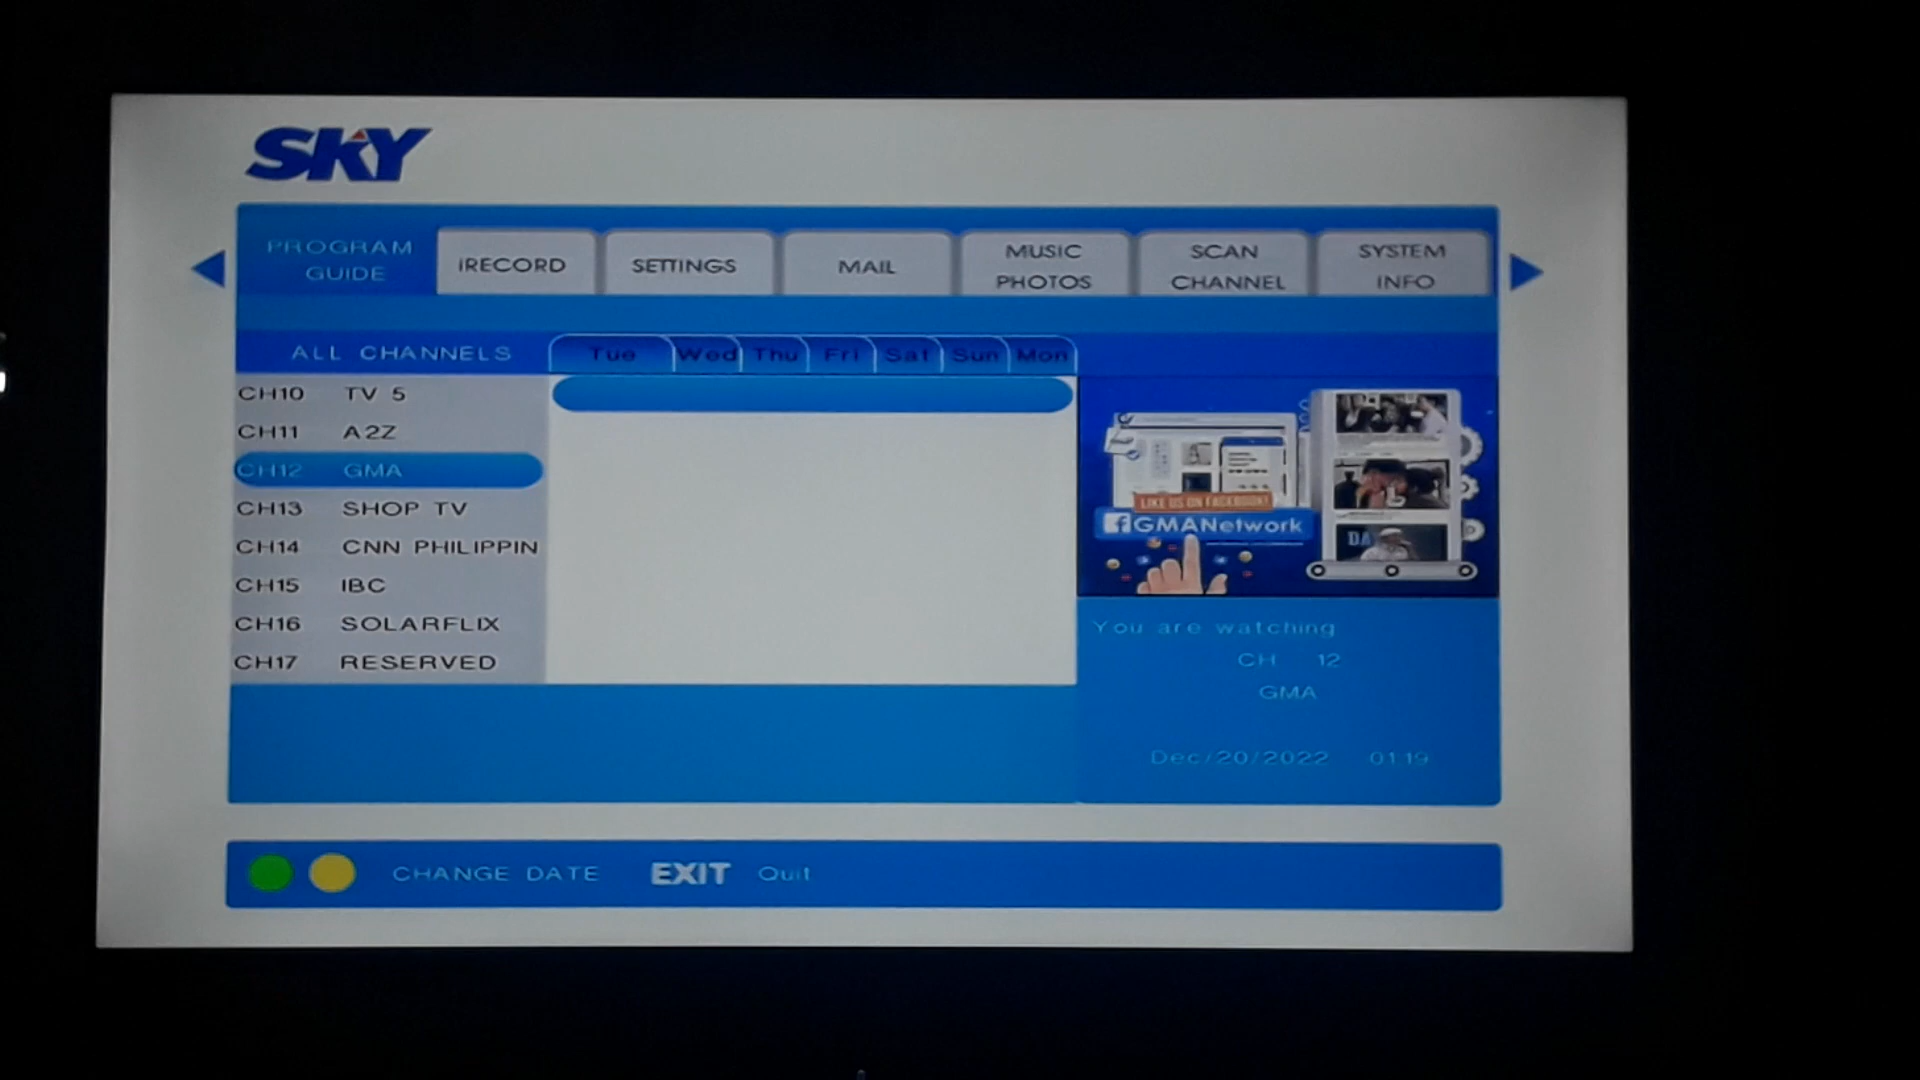 SKY
PROGRAM GUIDE
iRECORD
SETTINGS
MAIL
MUSIC PHOTOS
SCAN CHANNEL
SYSTEM INFO
ALL CHANNELS
Tue Wed Thu Fri Sat Sun Mon
CH10 TV 5
CH11 A2Z
CH12 GMA
CH13 SHOP TV
CH14 CNN PHILIPPIN
CH15 IBC
CH16 SOLARFLIX
CH17 RESERVED
LIKE US ON FACEBOOK!
f GMANetwork
DA
You are watching
CH 12
GMA
Dec/20/2022 01:19
CHANGE DATE EXIT Quit